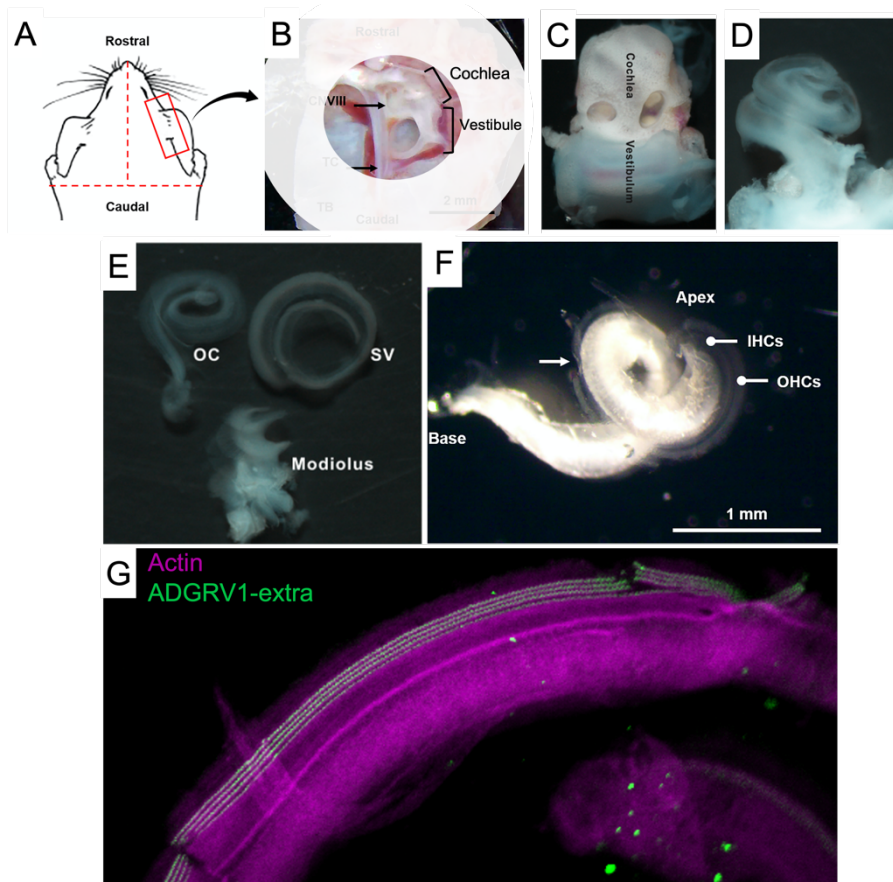 A
Rostral
Caudal
B
Rostral
Cochlea
CN VIII
Vestibule
TC
TB
2 mm
Caudal
C
Cochlea
Vestibulum
D
E
OC
SV
Modiolus
F
Apex
IHCs
OHCs
Base
1 mm
G
Actin
ADGRV1-extra